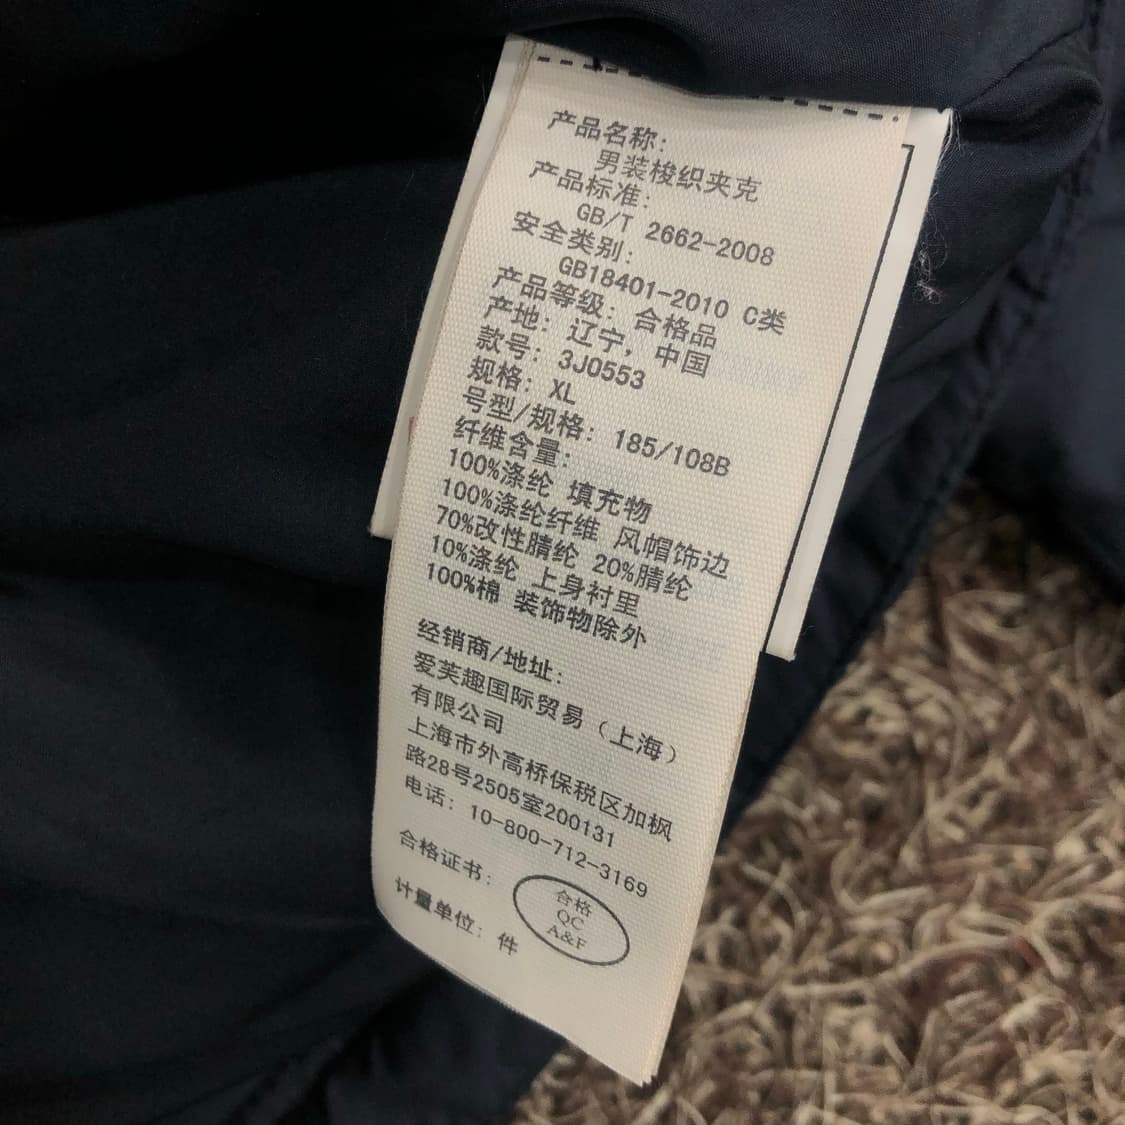 产品名称:
男装梭织夹克
产品标准:
GB/T 2662-2008
安全类别:
GB18401-2010 C类
产品等级: 合格品
产地: 辽宁, 中国
款号: 3J0553
规格: XL
号型/规格: 185/108B
纤维含量:
100%涤纶 填充物
100%涤纶纤维 风帽饰边
70%改性腈纶 20%腈纶
10%涤纶 上身衬里
100%棉 装饰物除外
经销商/地址:
爱芙趣国际贸易（上海）
有限公司
上海市外高桥保税区加枫
路28号2505室200131
电话: 10-800-712-3169
合格证书:
合格
QC
A&F
计量单位: 件